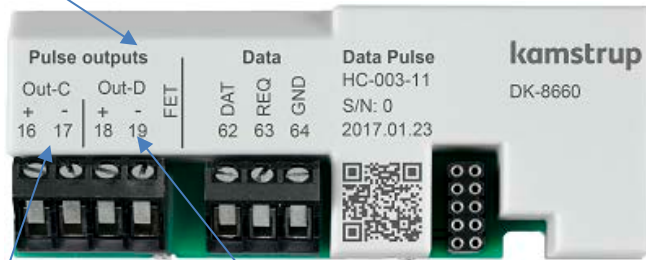 Pulse outputs
Out-C Out-D
+ - + -
16 17 18 19
FET
Data
DAT REQ GND
62 63 64
Data Pulse
HC-003-11
S/N: 0
2017.01.23
kamstrup
DK-8660